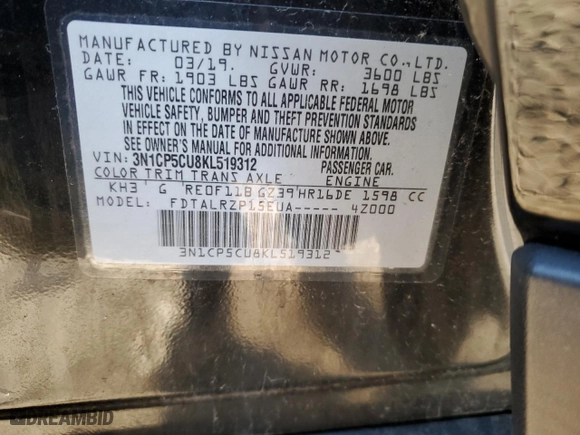 MANUFACTURED BY NISSAN MOTOR CO.,LTD.
DATE: 03/19. GVWR: 3600 LBS
GAWR FR: 1903 LBS GAWR RR: 1698 LBS
THIS VEHICLE CONFORMS TO ALL APPLICABLE FEDERAL MOTOR
VEHICLE SAFETY, BUMPER AND THEFT PREVENTION STANDARDS
IN EFFECT ON THE DATE OF MANUFACTURE SHOWN ABOVE.
SEE OWNER'S MANUAL FOR ADDITIONAL INFORMATION.
VIN: 3N1CP5CU8KL519312 PASSENGER CAR.
COLOR TRIM TRANS AXLE ENGINE
KH3 G RE0F11B GZ39 HR16DE 1598 CC
MODEL: FDTALRZP15EUA----- 4Z000
3N1CP5CU8KL519312
DREAMBID